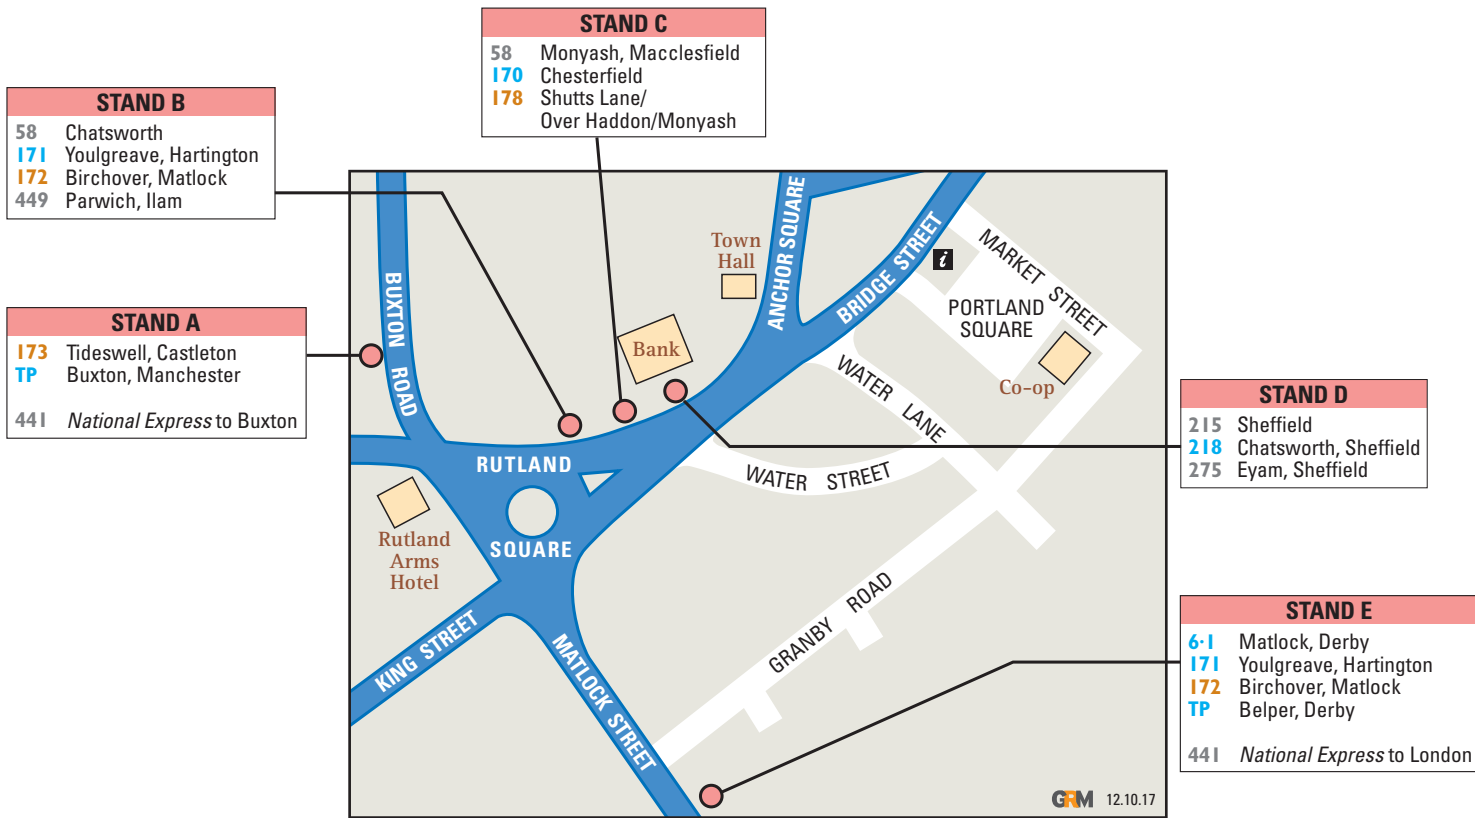 STAND C
58 Monyash, Macclesfield
170 Chesterfield
178 Shutts Lane/
Over Haddon/Monyash
STAND B
58 Chatsworth
171 Youlgreave, Hartington
172 Birchover, Matlock
449 Parwich, Ilam
STAND A
173 Tideswell, Castleton
TP Buxton, Manchester
441 National Express to Buxton
BUXTON ROAD
Town
Hall
ANCHOR SQUARE
BRIDGE STREET
i
MARKET STREET
PORTLAND
SQUARE
Bank
Co-op
WATER LANE
WATER STREET
RUTLAND
SQUARE
Rutland
Arms
Hotel
KING STREET
MATLOCK STREET
GRANBY ROAD
STAND D
215 Sheffield
218 Chatsworth, Sheffield
275 Eyam, Sheffield
STAND E
6·1 Matlock, Derby
171 Youlgreave, Hartington
172 Birchover, Matlock
TP Belper, Derby
441 National Express to London
GRM 12.10.17